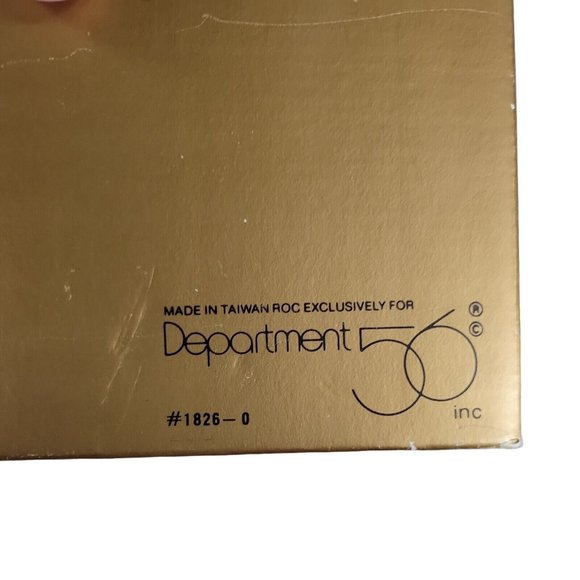 MADE IN TAIWAN ROC EXCLUSIVELY FOR
Department 56 ® ©
inc
#1826-0